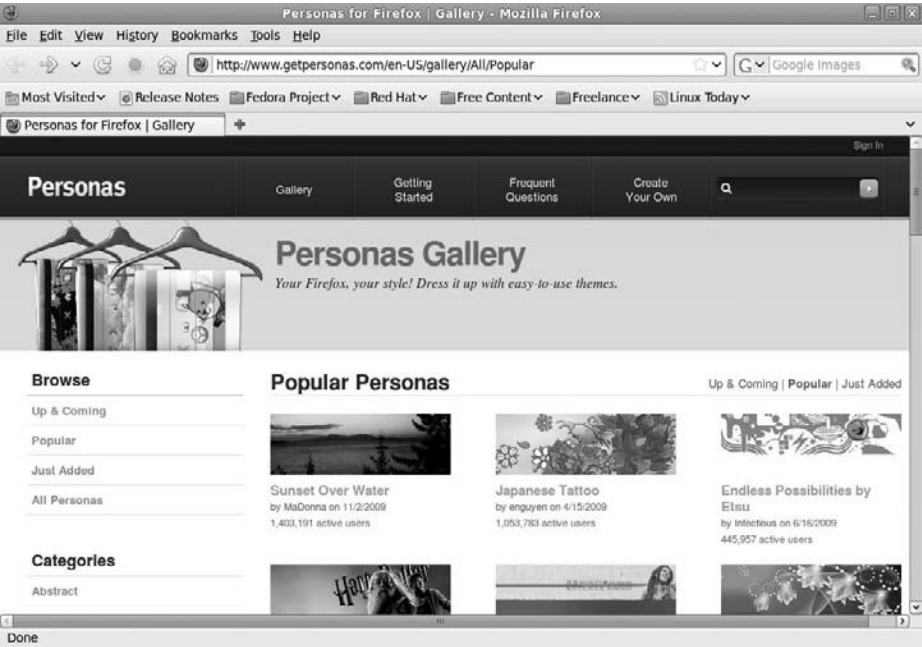 Personas for Firefox | Gallery - Mozilla Firefox
File Edit View History Bookmarks Tools Help
http://www.getpersonas.com/en-US/gallery/All/Popular
G Google Images
Most Visited Release Notes Fedora Project Red Hat Free Content Freelance Linux Today
Personas for Firefox | Gallery
Sign In
Personas
Gallery
Getting Started
Frequent Questions
Create Your Own
Personas Gallery
Your Firefox, your style! Dress it up with easy-to-use themes.
Browse
Up & Coming
Popular
Just Added
All Personas
Categories
Abstract
Popular Personas
Up & Coming | Popular | Just Added
Sunset Over Water
by MaDonna on 11/2/2009
1,403,191 active users
Japanese Tattoo
by enguyen on 4/15/2009
1,053,783 active users
Endless Possibilities by
Etsu
by Infectious on 6/16/2009
445,957 active users
Harry
Done